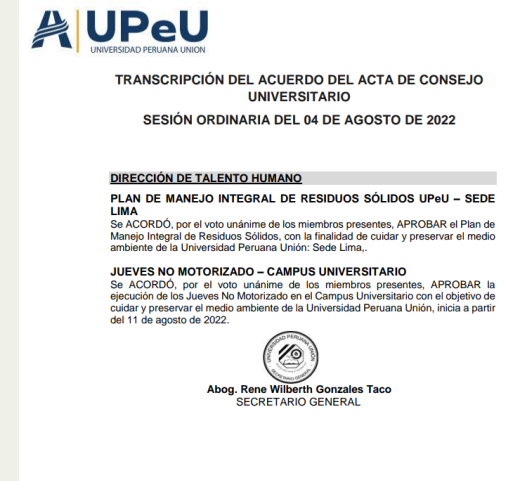 UPeU
UNIVERSIDAD PERUANA UNION
TRANSCRIPCIÓN DEL ACUERDO DEL ACTA DE CONSEJO
UNIVERSITARIO
SESIÓN ORDINARIA DEL 04 DE AGOSTO DE 2022
DIRECCIÓN DE TALENTO HUMANO
PLAN DE MANEJO INTEGRAL DE RESIDUOS SÓLIDOS UPeU – SEDE
LIMA
Se ACORDÓ, por el voto unánime de los miembros presentes, APROBAR el Plan de
Manejo Integral de Residuos Sólidos, con la finalidad de cuidar y preservar el medio
ambiente de la Universidad Peruana Unión: Sede Lima,.
JUEVES NO MOTORIZADO – CAMPUS UNIVERSITARIO
Se ACORDÓ, por el voto unánime de los miembros presentes, APROBAR la
ejecución de los Jueves No Motorizado en el Campus Universitario con el objetivo de
cuidar y preservar el medio ambiente de la Universidad Peruana Unión, inicia a partir
del 11 de agosto de 2022.
UNIVERSIDAD PERUANA UNIÓN
SECRETARIO GENERAL
Abog. Rene Wilberth Gonzales Taco
SECRETARIO GENERAL